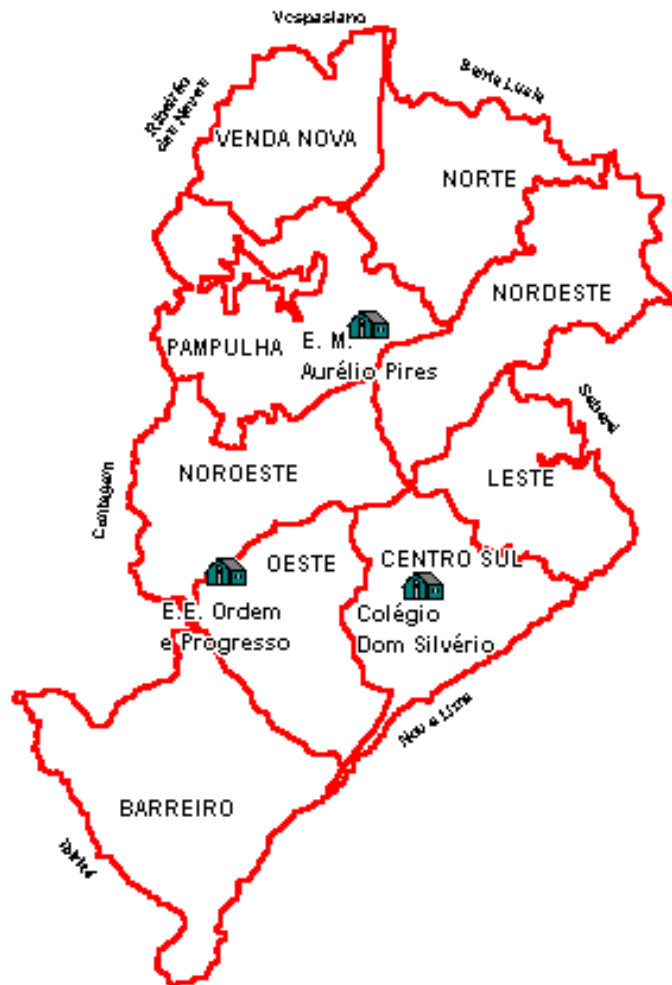 Vespasiano
Santa Luzia
Ribeirão
das Neves
VENDA NOVA
NORTE
NORDESTE
PAMPULHA
E. M.
Aurélio Pires
Sabará
Contagem
NOROESTE
LESTE
OESTE
CENTRO SUL
E.E. Ordem
e Progresso
Colégio
Dom Silvério
Nova Lima
BARREIRO
Ibirité